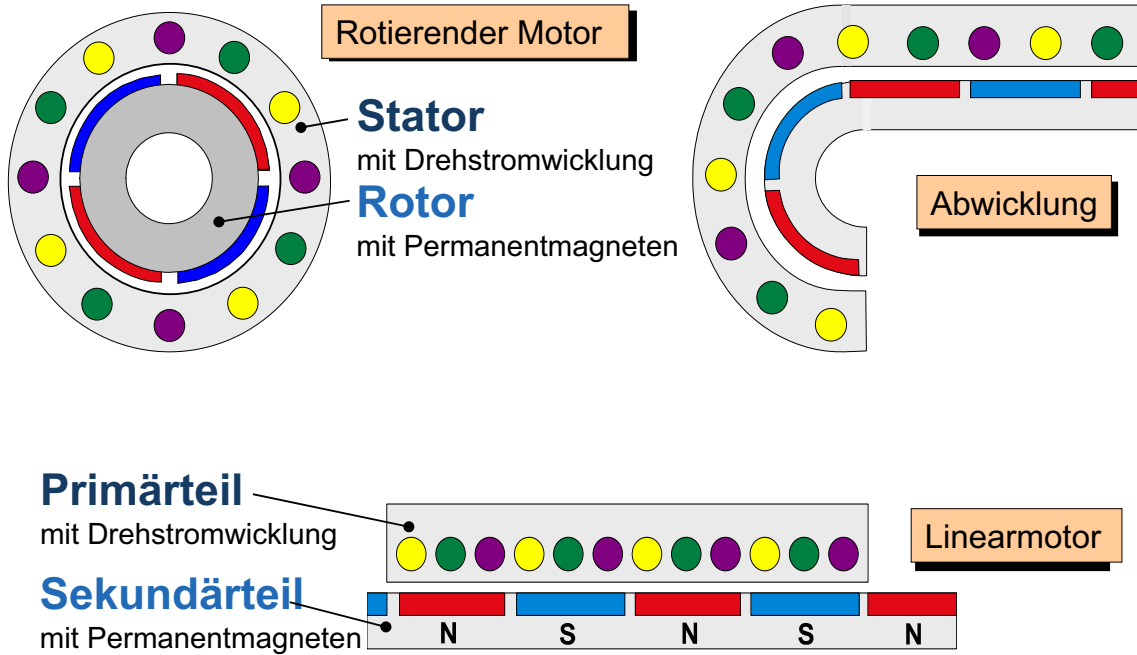 Rotierender Motor
Stator
mit Drehstromwicklung
Rotor
mit Permanentmagneten
Abwicklung
Primärteil
mit Drehstromwicklung
Linearmotor
Sekundärteil
mit Permanentmagneten
N S N S N